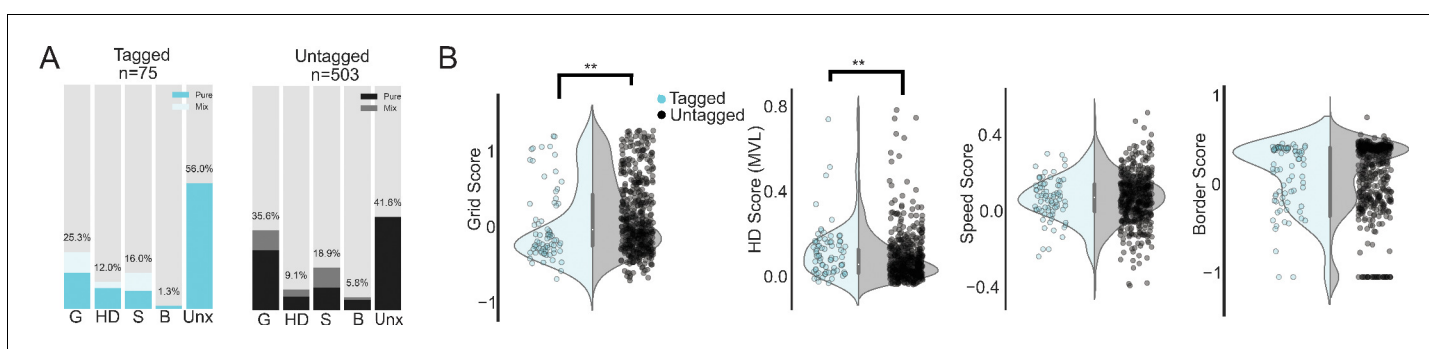 A
Tagged
n=75
Pure
Mix
25.3%
12.0%
16.0%
1.3%
56.0%
G HD S B Unx
Untagged
n=503
Pure
Mix
35.6%
9.1%
18.9%
5.8%
41.6%
G HD S B Unx
B
**
Tagged
Untagged
Grid Score
1
0
−1
**
HD Score (MVL)
0.8
0.4
0.0
Speed Score
0.4
0.0
−0.4
Border Score
1
0
−1